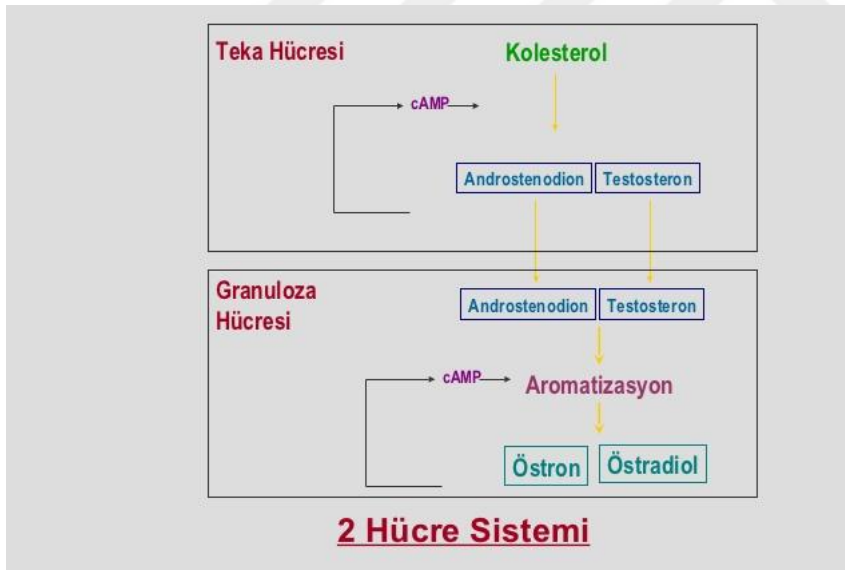 Teka Hücresi
Kolesterol
cAMP
Androstenodion
Testosteron
Granuloza
Hücresi
Androstenodion
Testosteron
cAMP
Aromatizasyon
Östron
Östradiol
2 Hücre Sistemi